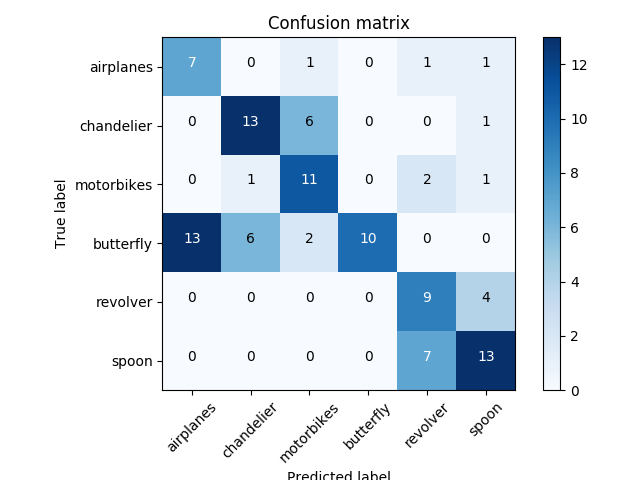 Confusion matrix
airplanes 7 0 1 0 1 1
chandelier 0 13 6 0 0 1
motorbikes 0 1 11 0 2 1
butterfly 13 6 2 10 0 0
revolver 0 0 0 0 9 4
spoon 0 0 0 0 7 13
True label
airplanes chandelier motorbikes butterfly revolver spoon
Predicted label
12
10
8
6
4
2
0